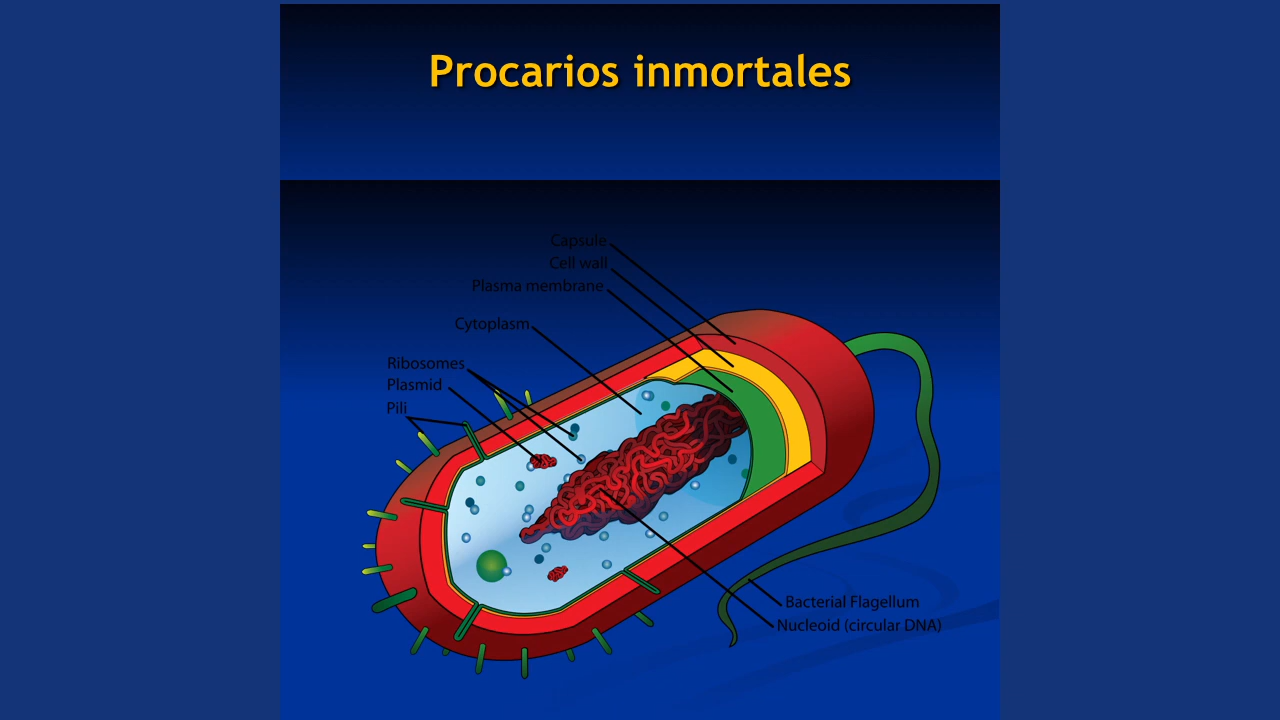 Procarios inmortales
Capsule
Cell wall
Plasma membrane
Cytoplasm
Ribosomes
Plasmid
Pili
Bacterial Flagellum
Nucleoid (circular DNA)